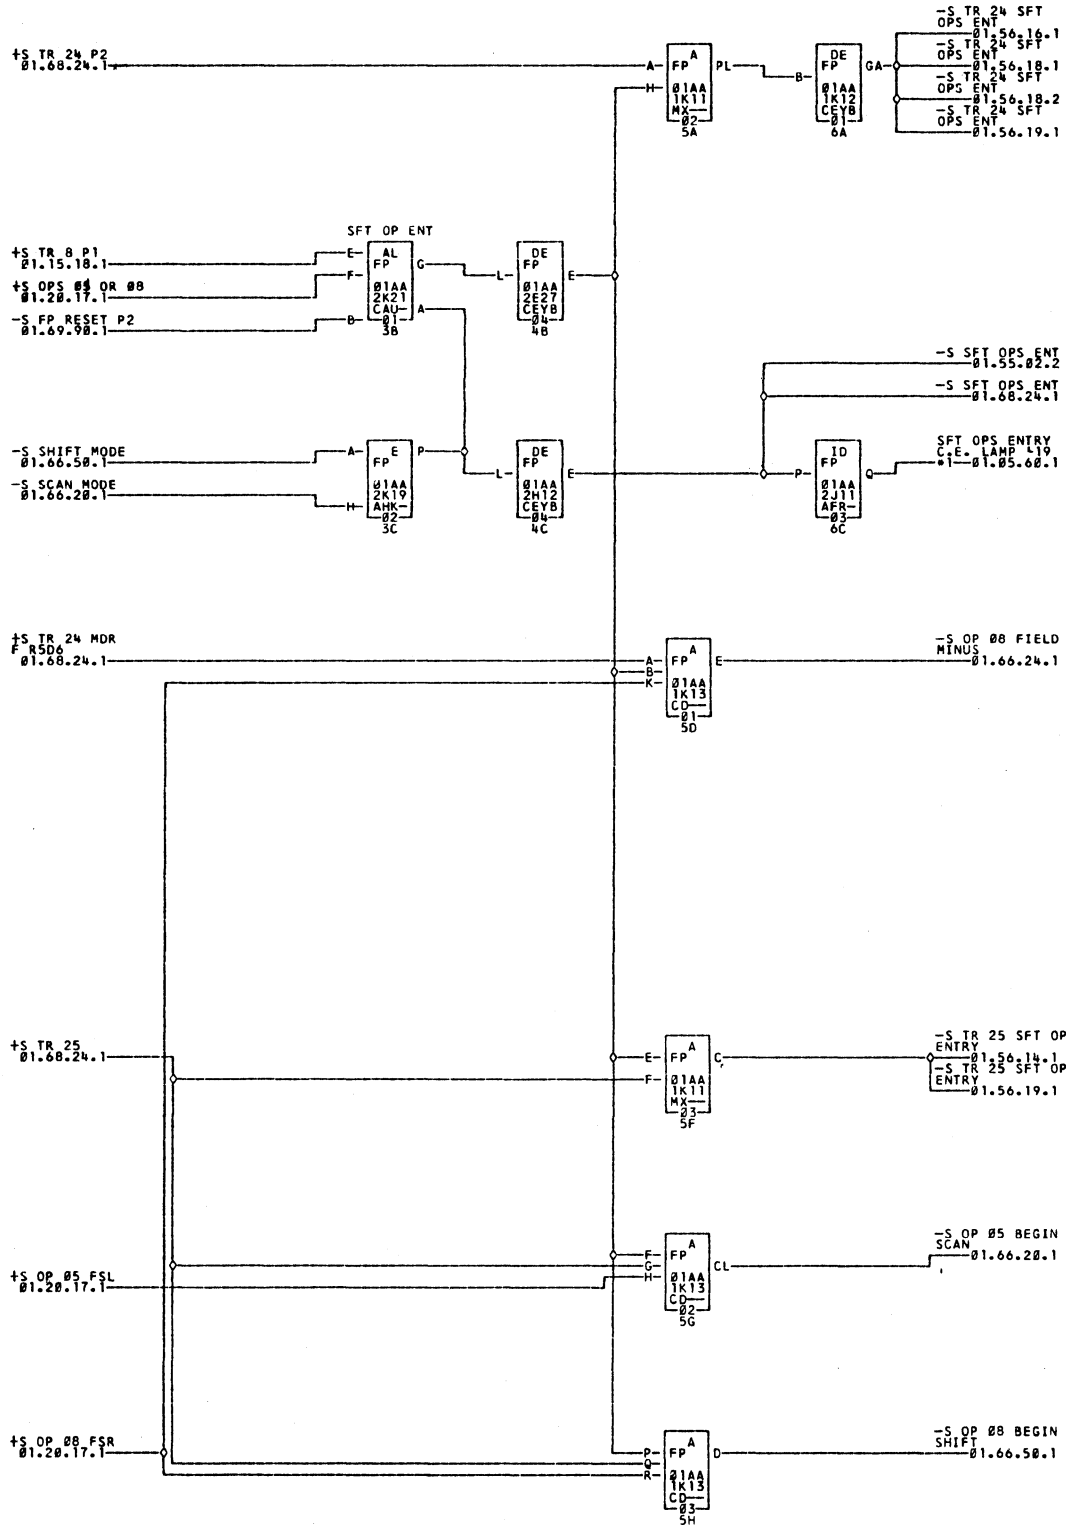 -S TR 24 SFT
OPS ENT
01.56.16.1
-S TR 24 SFT
OPS ENT
01.56.18.1
-S TR 24 SFT
OPS ENT
01.56.18.2
-S TR 24 SFT
OPS ENT
01.56.19.1
+S TR 24 P2
01.68.24.1
A
H
A
FP
01AA
1K11
MX--
02
5A
PL
B
DE
FP
01AA
1K12
CEYB
01
6A
GA
SFT OP ENT
+S TR 8 P1
01.15.18.1
+S OPS 05 OR 08
01.20.17.1
-S FP RESET P2
01.69.90.1
E
F
B
AL
FP
01AA
2K21
CAU-
01
3B
G
A
L
DE
FP
01AA
2E27
CEYB
04
4B
E
-S SFT OPS ENT
01.55.02.2
-S SFT OPS ENT
01.68.24.1
-S SHIFT MODE
01.66.50.1
-S SCAN MODE
01.66.20.1
A
H
E
FP
01AA
2K19
AHK-
02
3C
P
L
DE
FP
01AA
2H12
CEYB
04
4C
E
P
ID
FP
01AA
2J11
AFR-
03
6C
Q
SFT OPS ENTRY
C.E. LAMP L19
*1 01.05.60.1
+S TR 24 MDR
F R5D6
01.68.24.1
A
B
K
A
FP
01AA
1K13
CD--
01
5D
E
-S OP 08 FIELD
MINUS
01.66.24.1
+S TR 25
01.68.24.1
E
F
A
FP
01AA
1K11
MX--
03
5F
C
-S TR 25 SFT OP
ENTRY
01.56.14.1
-S TR 25 SFT OP
ENTRY
01.56.19.1
+S OP 05 FSL
01.20.17.1
F
G
H
A
FP
01AA
1K13
CD--
02
5G
CL
-S OP 05 BEGIN
SCAN
01.66.20.1
+S OP 08 FSR
01.20.17.1
P
Q
R
A
FP
01AA
1K13
CD--
03
5H
D
-S OP 08 BEGIN
SHIFT
01.66.50.1